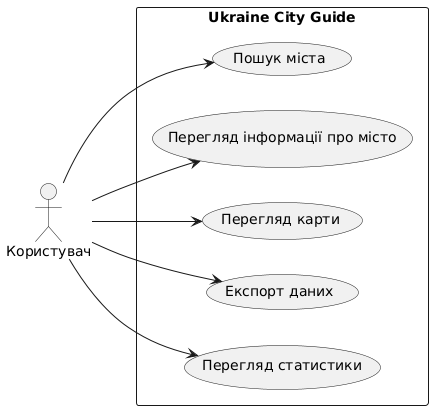 Ukraine City Guide
Пошук міста
Перегляд інформації про місто
Перегляд карти
Користувач
Експорт даних
Перегляд статистики